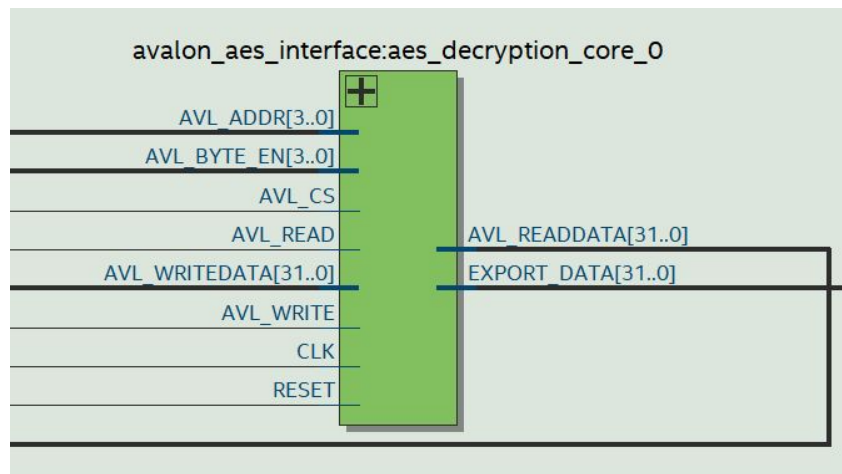 avalon_aes_interface:aes_decryption_core_0
AVL_ADDR[3..0]
AVL_BYTE_EN[3..0]
AVL_CS
AVL_READ
AVL_READDATA[31..0]
AVL_WRITEDATA[31..0]
EXPORT_DATA[31..0]
AVL_WRITE
CLK
RESET